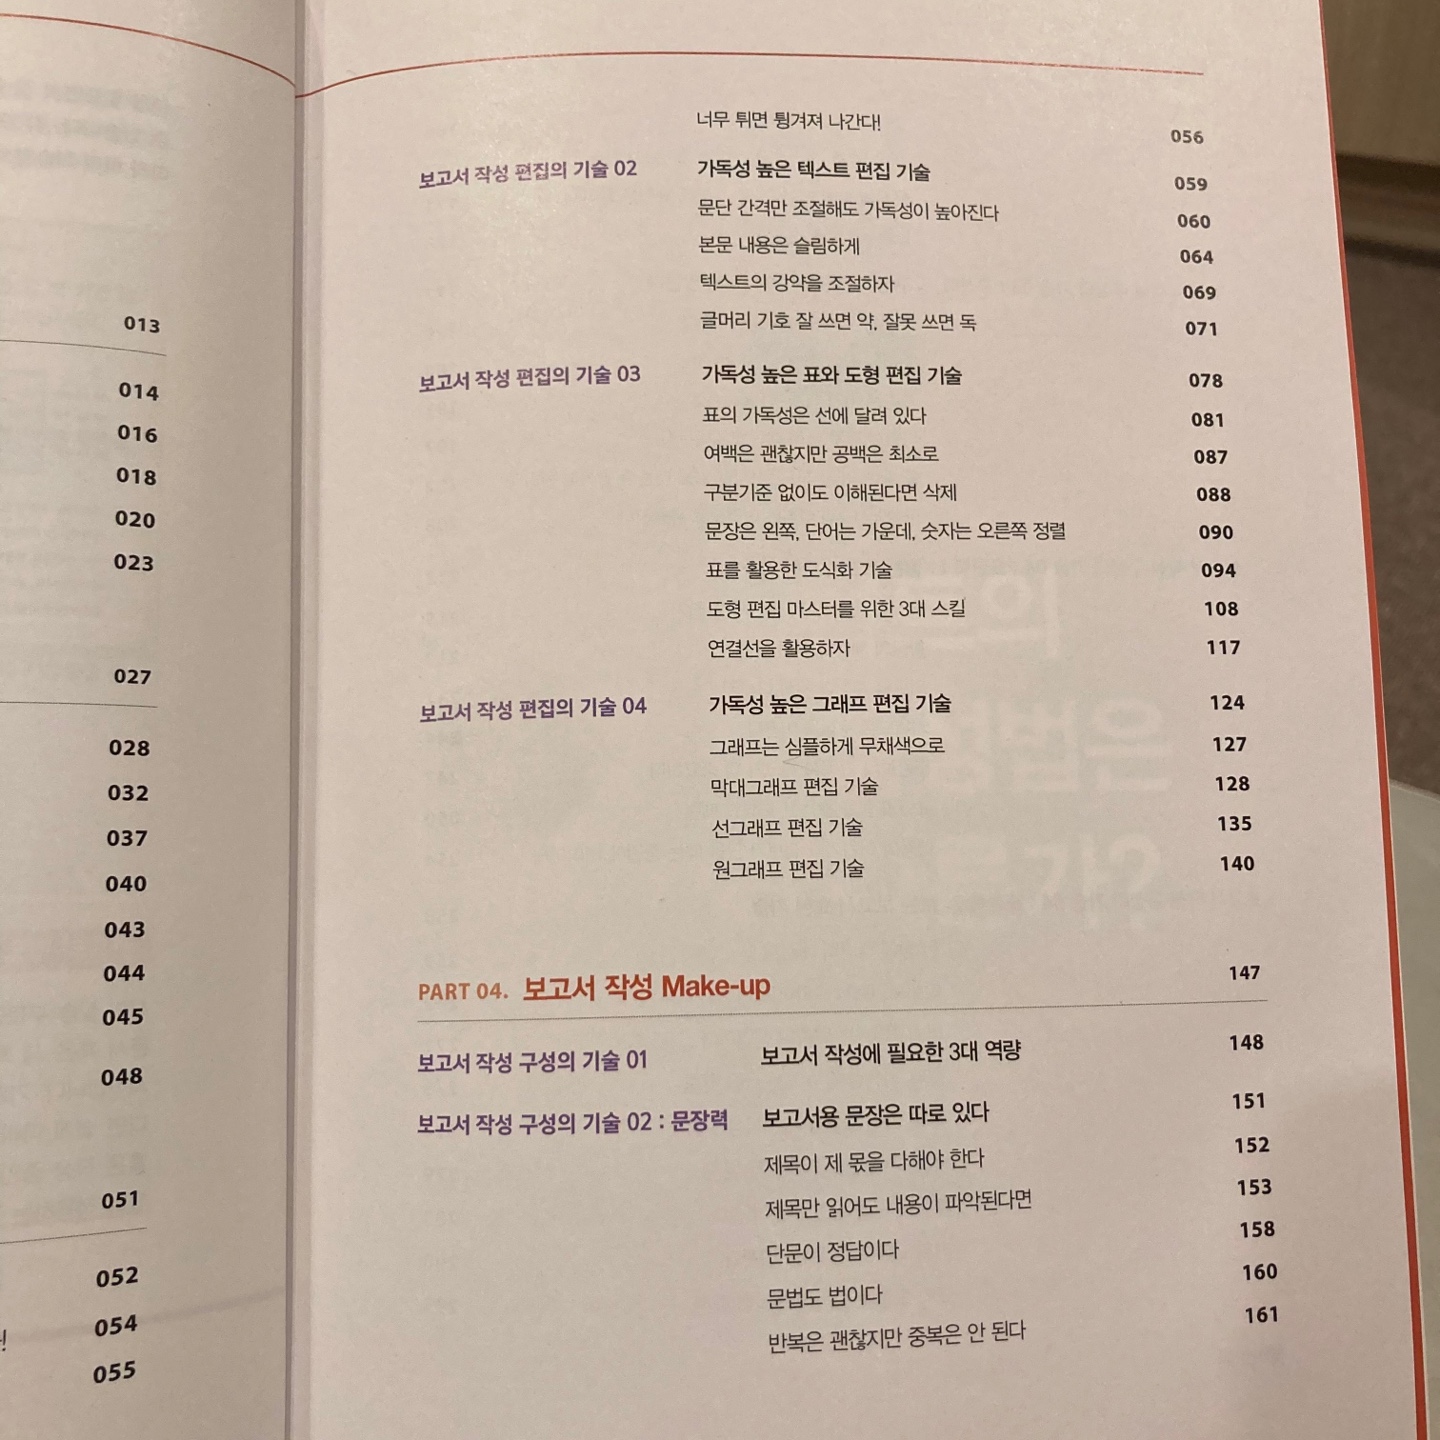 013
014
016
018
020
023
027
028
032
037
040
043
044
045
048
051
052
054
055
너무 튀면 튕겨져 나간다! 056
보고서 작성 편집의 기술 02 가독성 높은 텍스트 편집 기술 059
문단 간격만 조절해도 가독성이 높아진다 060
본문 내용은 슬림하게 064
텍스트의 강약을 조절하자 069
글머리 기호 잘 쓰면 약, 잘못 쓰면 독 071
보고서 작성 편집의 기술 03 가독성 높은 표와 도형 편집 기술 078
표의 가독성은 선에 달려 있다 081
여백은 괜찮지만 공백은 최소로 087
구분기준 없이도 이해된다면 삭제 088
문장은 왼쪽, 단어는 가운데, 숫자는 오른쪽 정렬 090
표를 활용한 도식화 기술 094
도형 편집 마스터를 위한 3대 스킬 108
연결선을 활용하자 117
보고서 작성 편집의 기술 04 가독성 높은 그래프 편집 기술 124
그래프는 심플하게 무채색으로 127
막대그래프 편집 기술 128
선그래프 편집 기술 135
원그래프 편집 기술 140
PART 04. 보고서 작성 Make-up 147
보고서 작성 구성의 기술 01 보고서 작성에 필요한 3대 역량 148
보고서 작성 구성의 기술 02 : 문장력 보고서용 문장은 따로 있다 151
제목이 제 몫을 다해야 한다 152
제목만 읽어도 내용이 파악된다면 153
단문이 정답이다 158
문법도 법이다 160
반복은 괜찮지만 중복은 안 된다 161